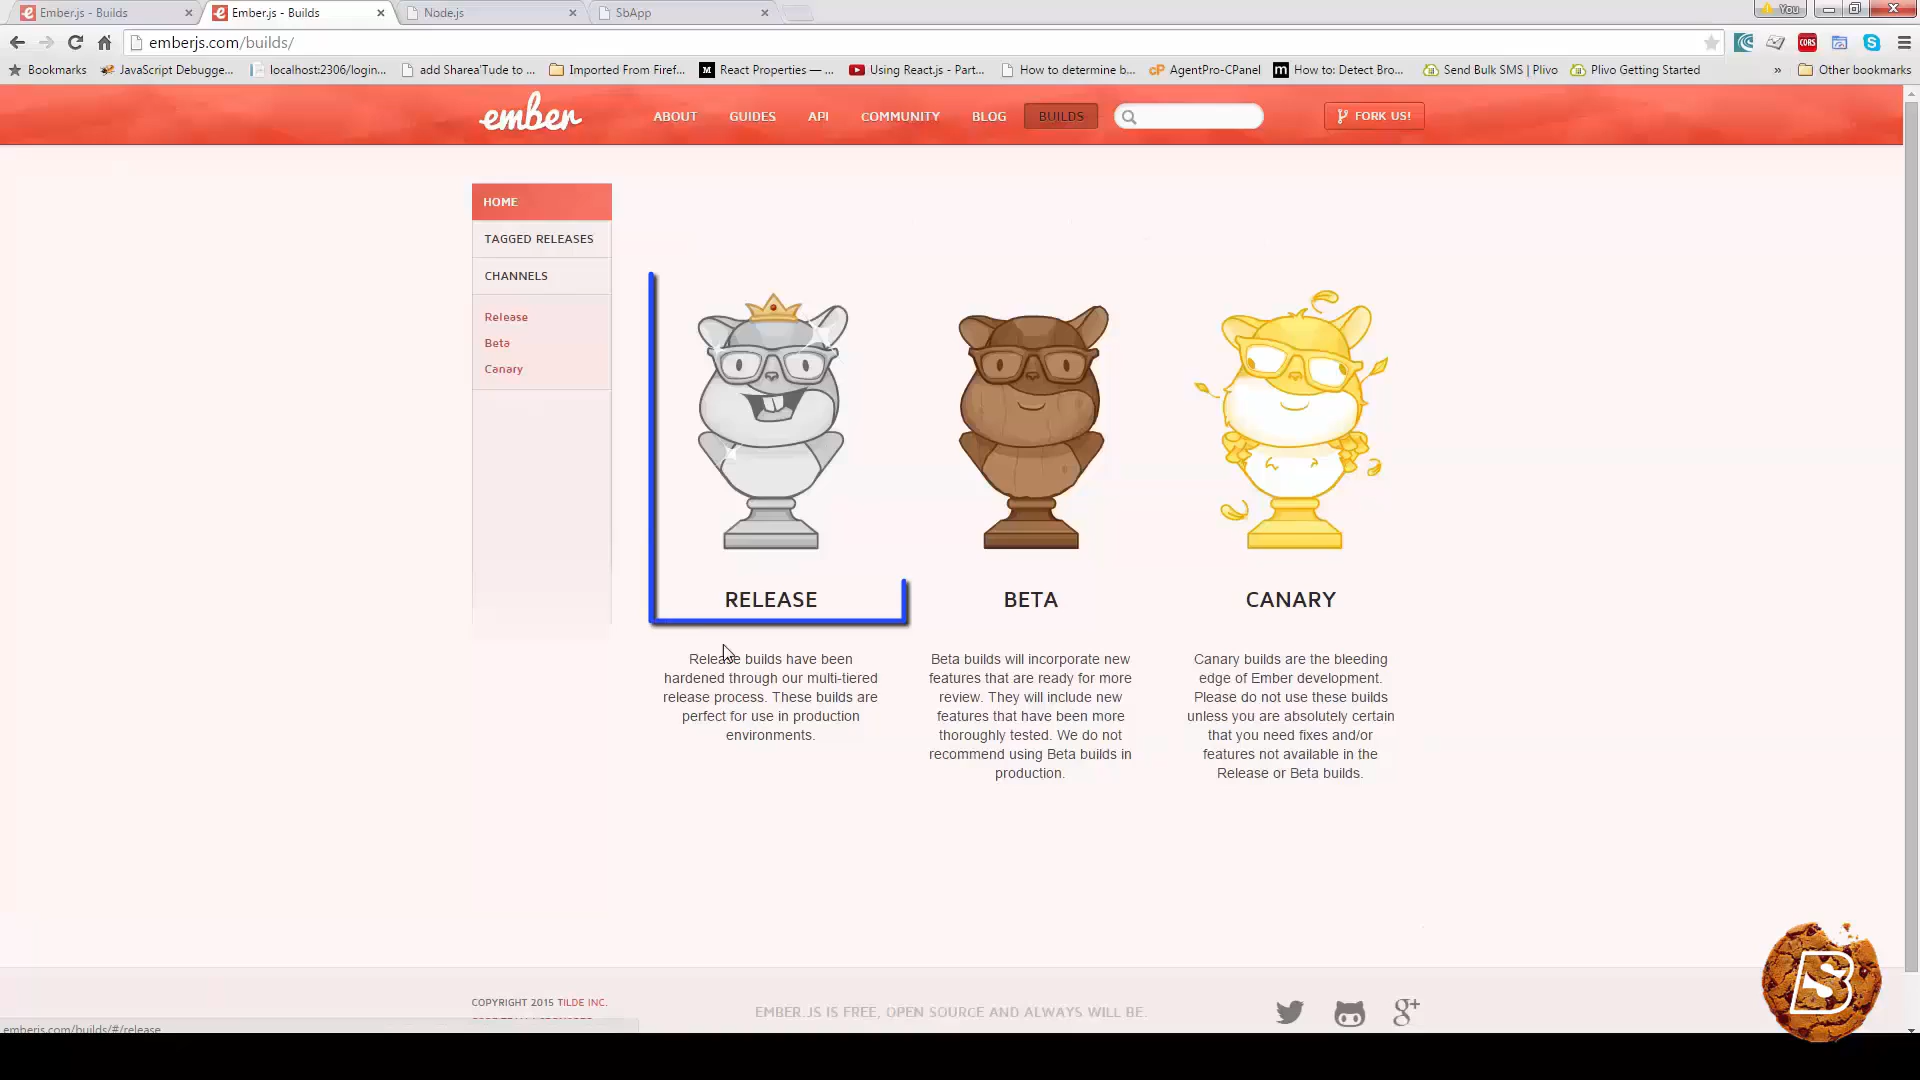 Ember.js - Builds
Ember.js - Builds
Node.js
SbApp
You
emberjs.com/builds/
Bookmarks
JavaScript Debugge...
localhost:2306/login...
add Sharea'Tude to ...
Imported From Firef...
React Properties — ...
Using React.js - Part...
How to determine b...
AgentPro-CPanel
How to: Detect Bro...
Send Bulk SMS | Plivo
Plivo Getting Started
»
Other bookmarks
CORS
ember
ABOUT
GUIDES
API
COMMUNITY
BLOG
BUILDS
FORK US!
HOME
TAGGED RELEASES
CHANNELS
Release
Beta
Canary
RELEASE
Release builds have been
hardened through our multi-tiered
release process. These builds are
perfect for use in production
environments.
BETA
Beta builds will incorporate new
features that are ready for more
review. They will include new
features that have been more
thoroughly tested. We do not
recommend using Beta builds in
production.
CANARY
Canary builds are the bleeding
edge of Ember development.
Please do not use these builds
unless you are absolutely certain
that you need fixes and/or
features not available in the
Release or Beta builds.
COPYRIGHT 2015 TILDE INC.
EMBER.JS IS FREE, OPEN SOURCE AND ALWAYS WILL BE.
emberjs.com/builds/#/release